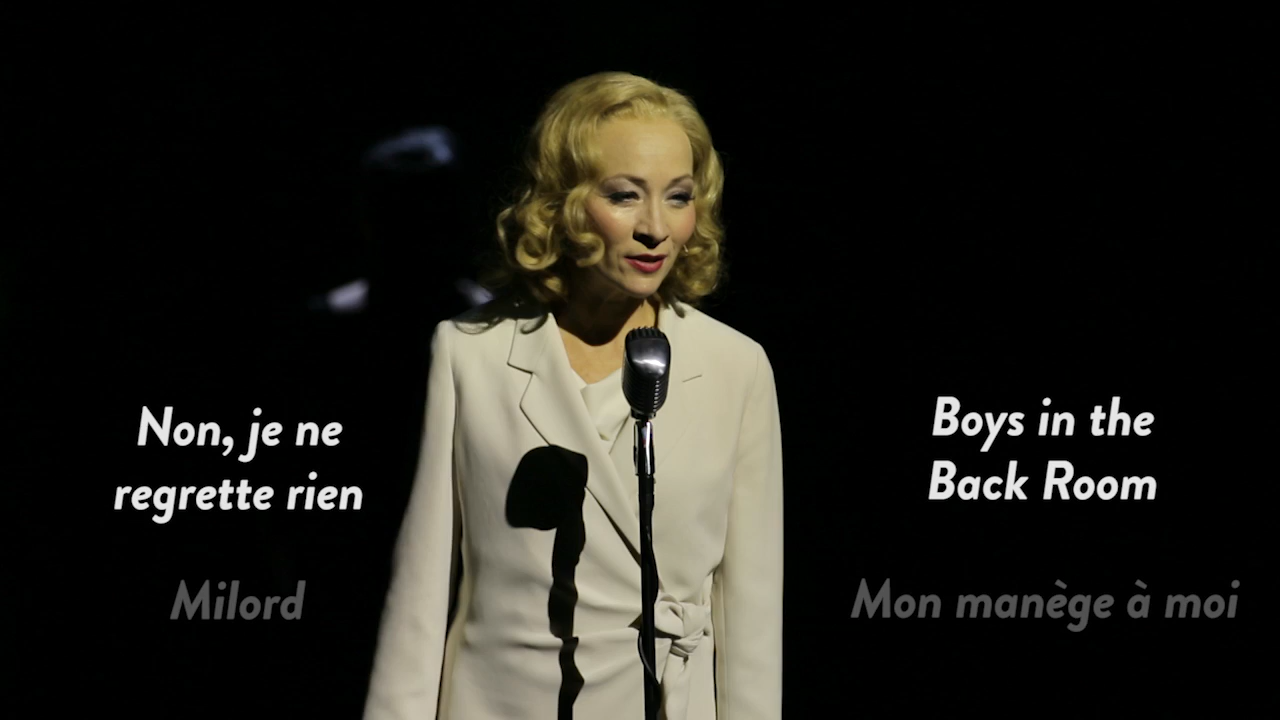 Non, je ne
regrette rien
Milord
Boys in the
Back Room
Mon manège à moi